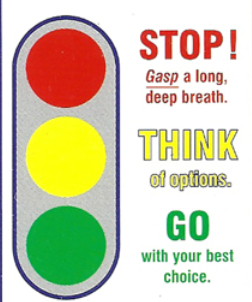 STOP!
Gasp a long,
deep breath.
THINK
of options.
GO
with your best
choice.